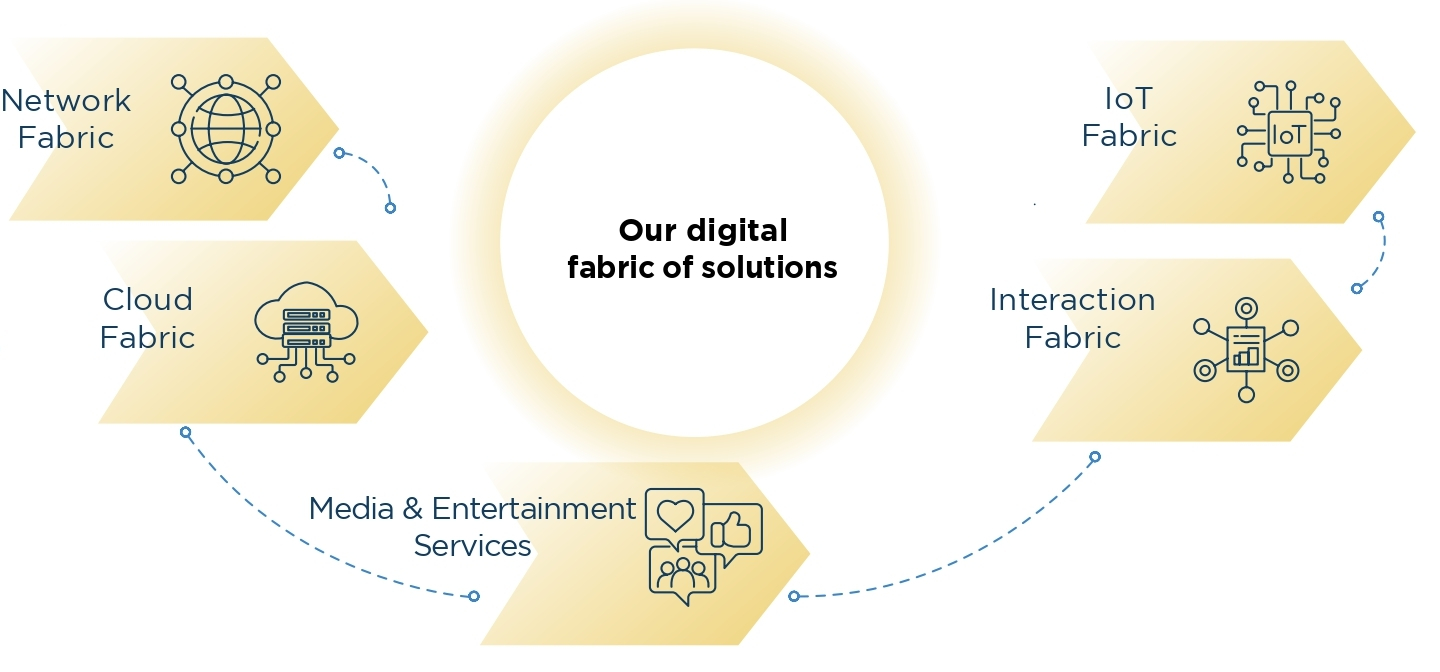 Network
Fabric
Cloud
Fabric
Media & Entertainment
Services
Our digital
fabric of solutions
Interaction
Fabric
IoT
Fabric
IoT